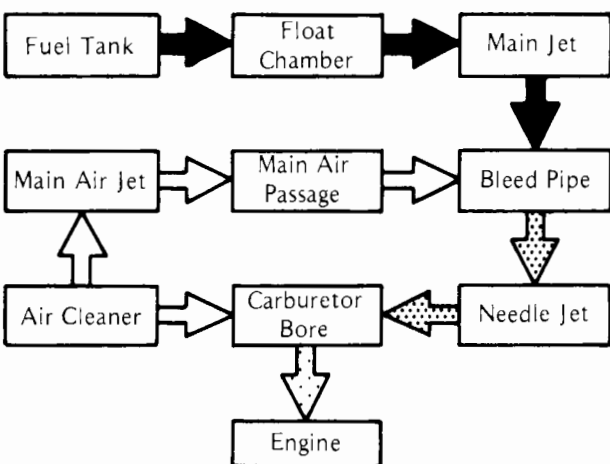 Fuel Tank
Float
Chamber
Main Jet
Main Air Jet
Main Air
Passage
Bleed Pipe
Air Cleaner
Carburetor
Bore
Needle Jet
Engine